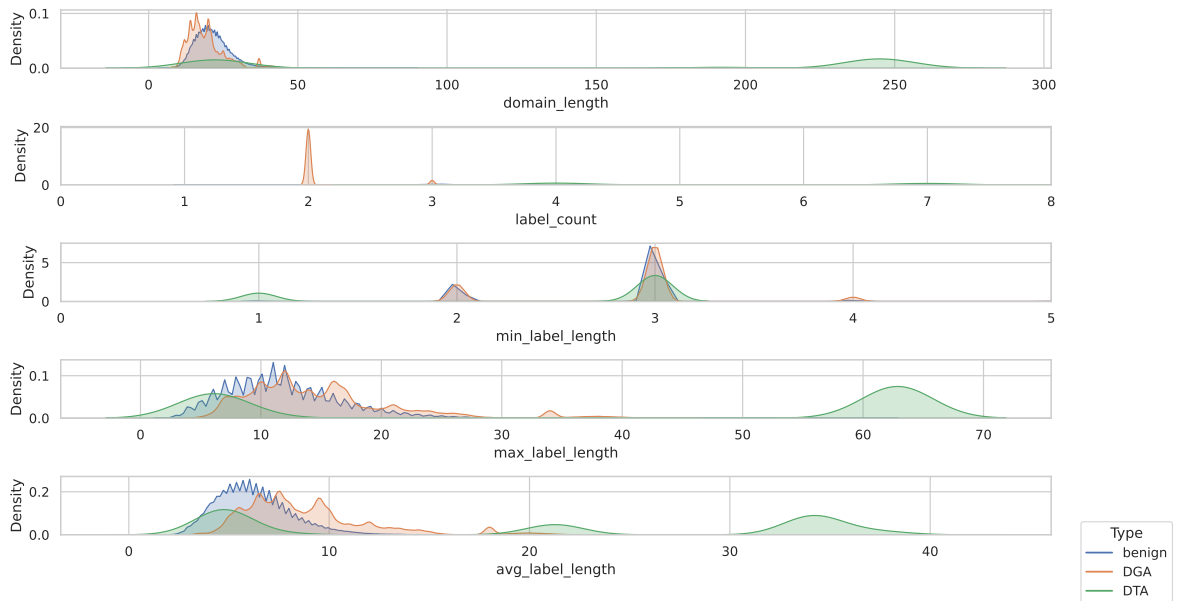 0.1
0.0
Density
0 50 100 150 200 250 300
domain_length
20
0
Density
0 1 2 3 4 5 6 7 8
label_count
5
0
Density
0 1 2 3 4 5
min_label_length
0.1
0.0
Density
0 10 20 30 40 50 60 70
max_label_length
0.2
0.0
Density
0 10 20 30 40
avg_label_length
Type
benign
DGA
DTA